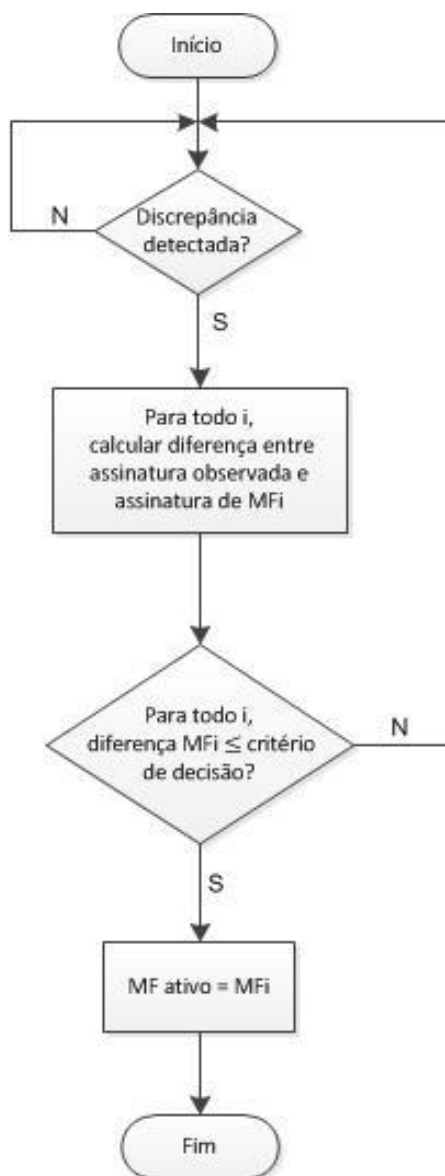 Início
Discrepância
detectada?
N
S
Para todo i,
calcular diferença entre
assinatura observada e
assinatura de MFi
Para todo i,
diferença MFi ≤ critério
de decisão?
N
S
MF ativo = MFi
Fim